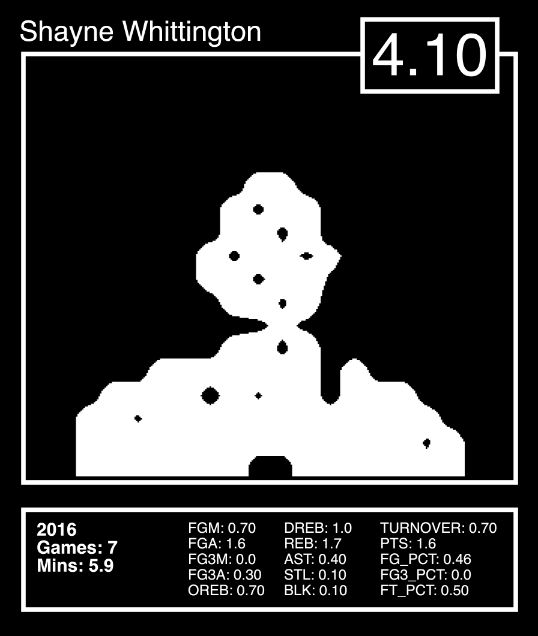 Shayne Whittington
4.10
2016
Games: 7
Mins: 5.9
FGM: 0.70
FGA: 1.6
FG3M: 0.0
FG3A: 0.30
OREB: 0.70
DREB: 1.0
REB: 1.7
AST: 0.40
STL: 0.10
BLK: 0.10
TURNOVER: 0.70
PTS: 1.6
FG_PCT: 0.46
FG3_PCT: 0.0
FT_PCT: 0.50